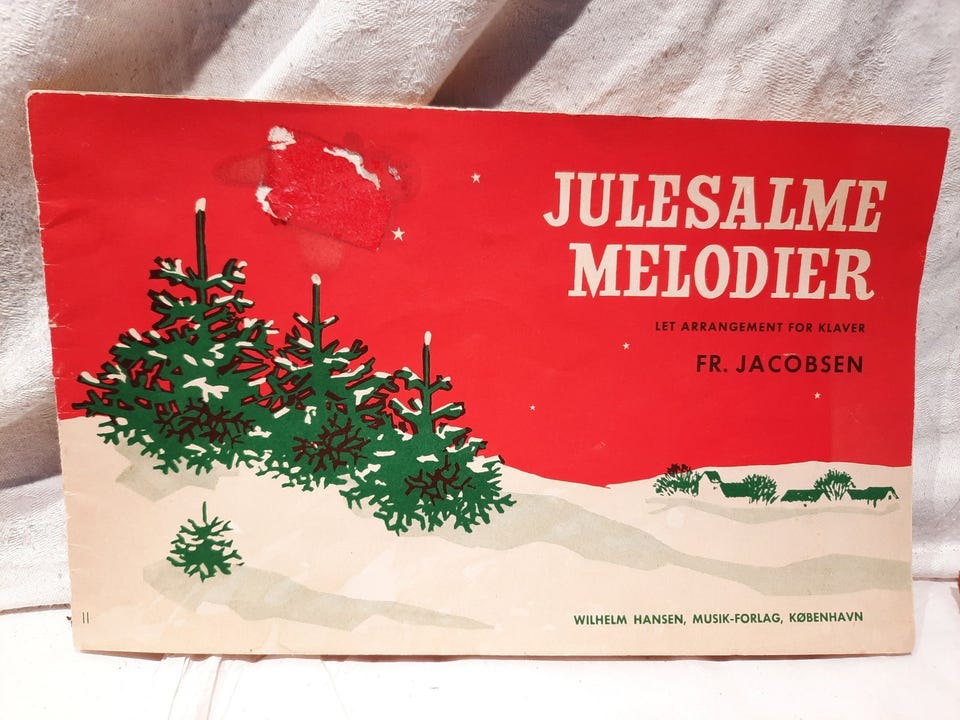 JULESALME
MELODIER
LET ARRANGEMENT FOR KLAVER
FR. JACOBSEN
II
WILHELM HANSEN, MUSIK-FORLAG, KØBENHAVN